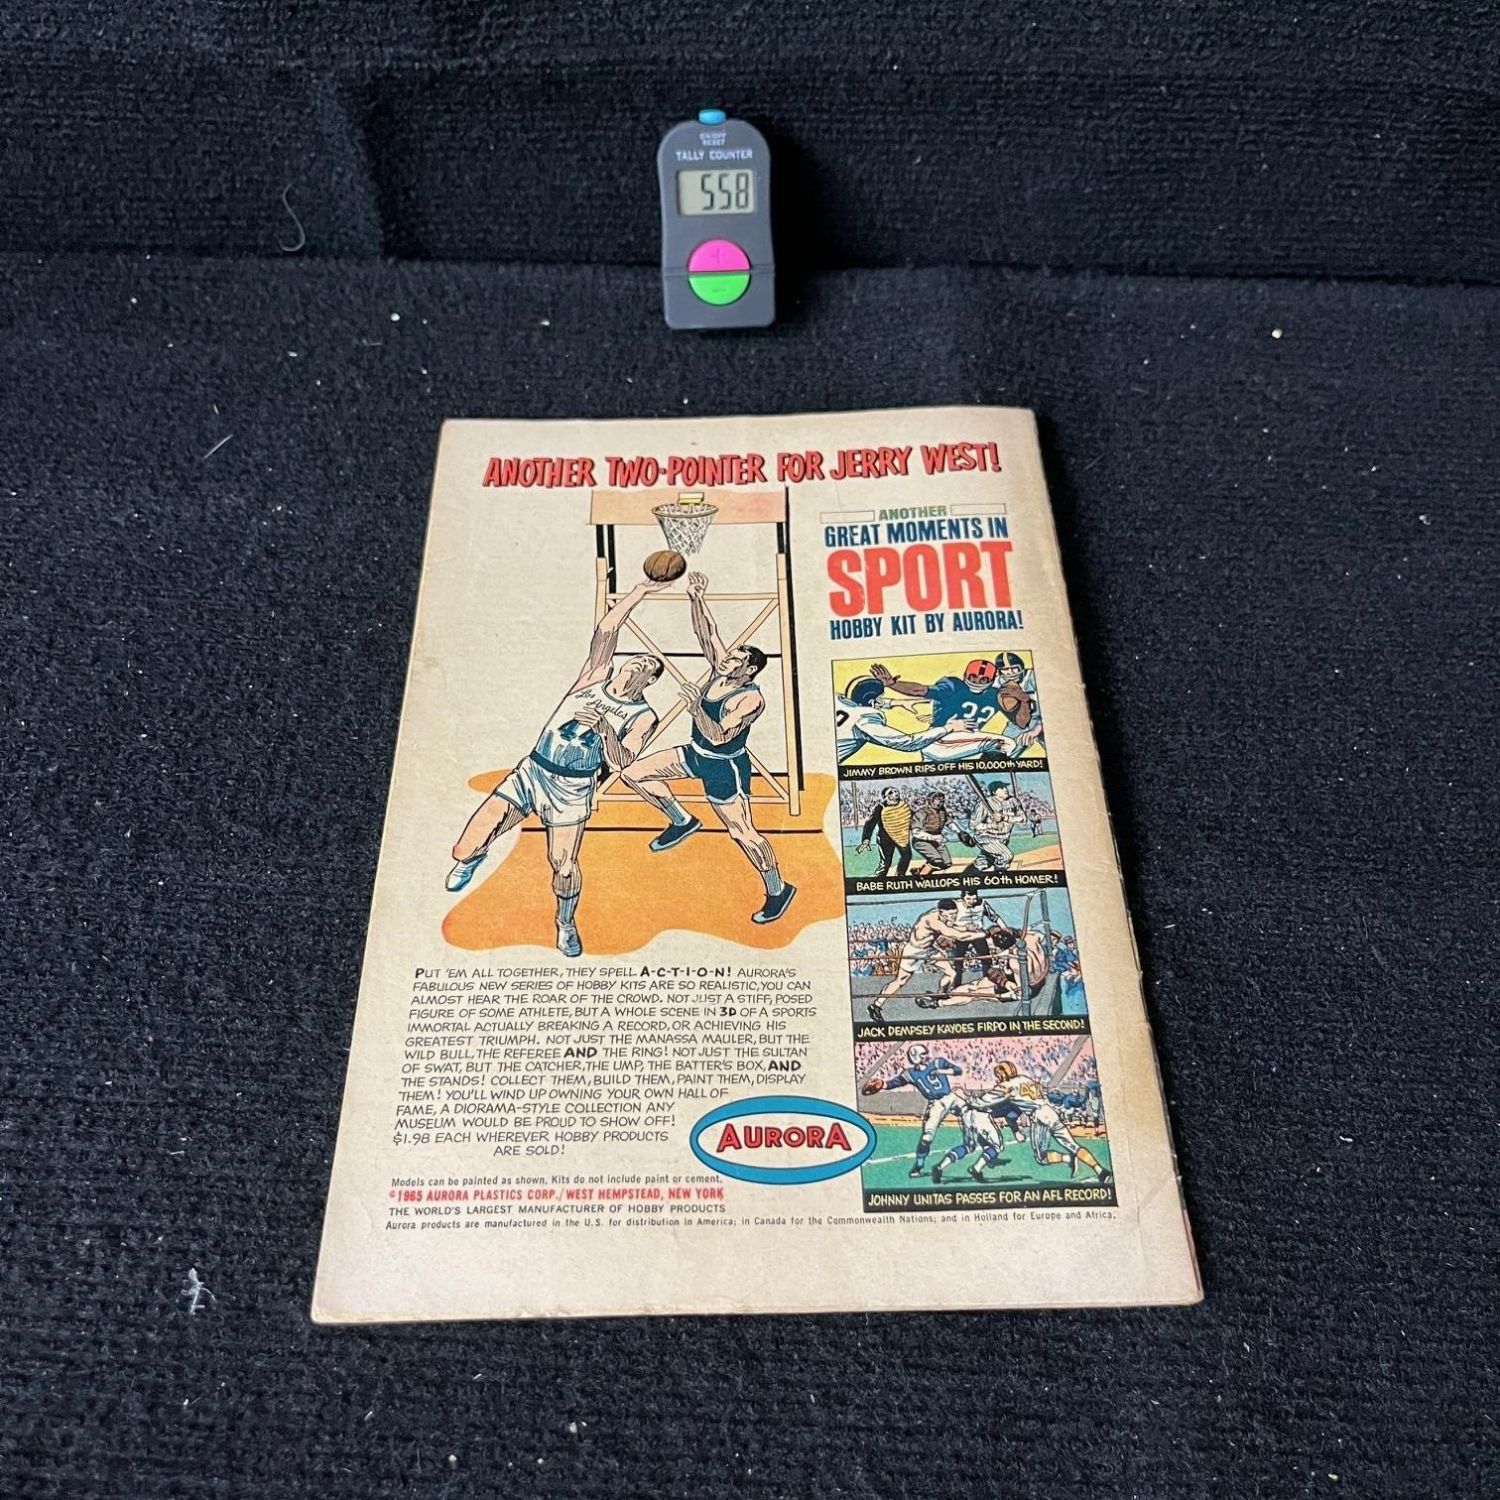 ON/OFF
RESET
TALLY COUNTER
558
+
-
ANOTHER TWO-POINTER FOR JERRY WEST!
ANOTHER
GREAT MOMENTS IN
SPORT
HOBBY KIT BY AURORA!
Los Angeles
44
32
JIMMY BROWN RIPS OFF HIS 10,000th YARD!
BABE RUTH WALLOPS HIS 60th HOMER!
JACK DEMPSEY KAYOES FIRPO IN THE SECOND!
19
JOHNNY UNITAS PASSES FOR AN AFL RECORD!
PUT 'EM ALL TOGETHER, THEY SPELL A-C-T-I-O-N! AURORA'S
FABULOUS NEW SERIES OF HOBBY KITS ARE SO REALISTIC, YOU CAN
ALMOST HEAR THE ROAR OF THE CROWD. NOT JUST A STIFF, POSED
FIGURE OF SOME ATHLETE, BUT A WHOLE SCENE IN 3D OF A SPORTS
IMMORTAL ACTUALLY BREAKING A RECORD, OR ACHIEVING HIS
GREATEST TRIUMPH. NOT JUST THE MANASSA MAULER, BUT THE
WILD BULL, THE REFEREE AND THE RING! NOT JUST THE SULTAN
OF SWAT, BUT THE CATCHER, THE UMP, THE BATTER'S BOX, AND
THE STANDS! COLLECT THEM, BUILD THEM, PAINT THEM, DISPLAY
THEM! YOU'LL WIND UP OWNING YOUR OWN HALL OF
FAME, A DIORAMA-STYLE COLLECTION ANY
MUSEUM WOULD BE PROUD TO SHOW OFF!
$1.98 EACH WHEREVER HOBBY PRODUCTS
ARE SOLD!
AURORA
Models can be painted as shown. Kits do not include paint or cement.
©1965 AURORA PLASTICS CORP./WEST HEMPSTEAD, NEW YORK
THE WORLD'S LARGEST MANUFACTURER OF HOBBY PRODUCTS
Aurora products are manufactured in the U.S. for distribution in America; in Canada for the Commonwealth Nations; and in Holland for Europe and Africa.